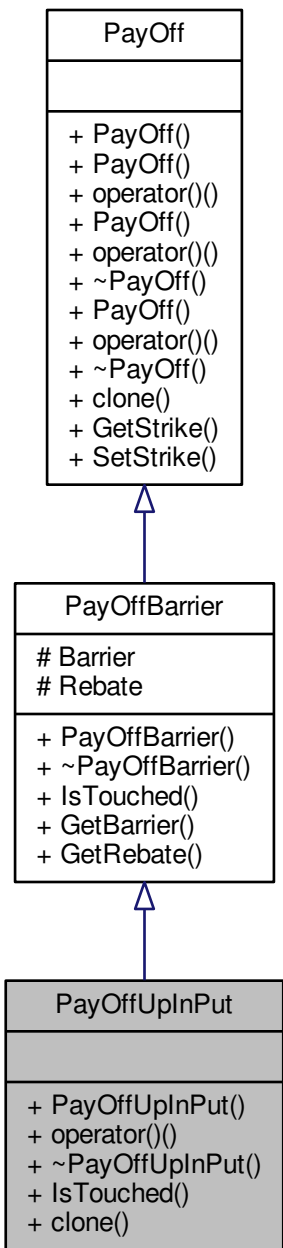 PayOff
+ PayOff()
+ PayOff()
+ operator()()
+ PayOff()
+ operator()()
+ ~PayOff()
+ PayOff()
+ operator()()
+ ~PayOff()
+ clone()
+ GetStrike()
+ SetStrike()
PayOffBarrier
# Barrier
# Rebate
+ PayOffBarrier()
+ ~PayOffBarrier()
+ IsTouched()
+ GetBarrier()
+ GetRebate()
PayOffUpInPut
+ PayOffUpInPut()
+ operator()()
+ ~PayOffUpInPut()
+ IsTouched()
+ clone()